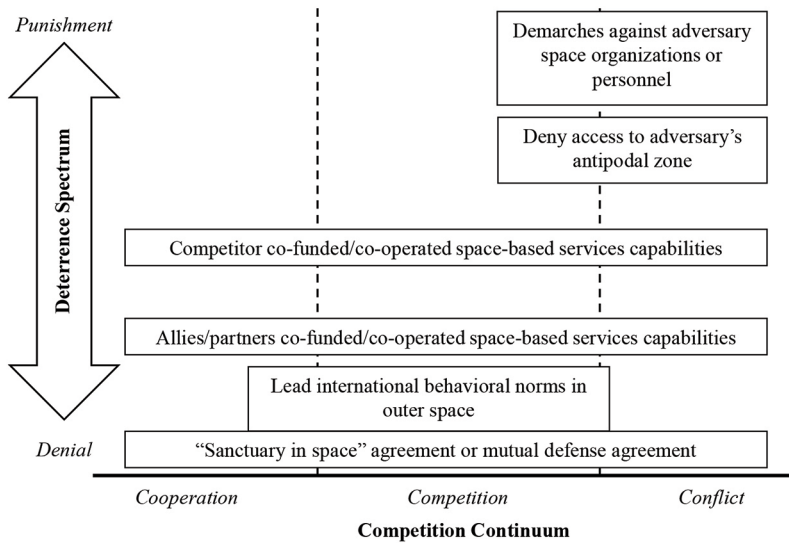 Punishment
Demarches against adversary
space organizations or
personnel
Deny access to adversary’s
antipodal zone
Deterrence Spectrum
Competitor co-funded/co-operated space-based services capabilities
Allies/partners co-funded/co-operated space-based services capabilities
Lead international behavioral norms in
outer space
Denial
“Sanctuary in space” agreement or mutual defense agreement
Cooperation
Competition
Conflict
Competition Continuum